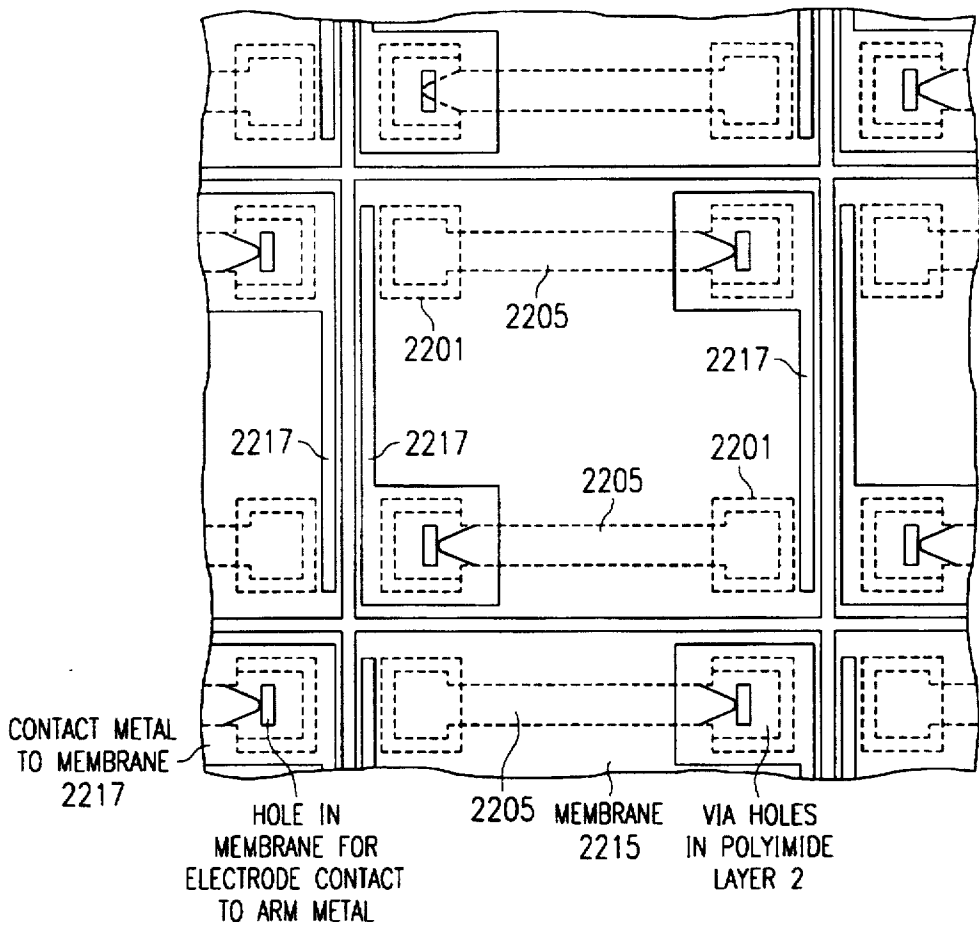 2205
2201
2217
2217
2217
2201
2205
CONTACT METAL
TO MEMBRANE
2217
HOLE IN
MEMBRANE FOR
ELECTRODE CONTACT
TO ARM METAL
2205
MEMBRANE
2215
VIA HOLES
IN POLYIMIDE
LAYER 2